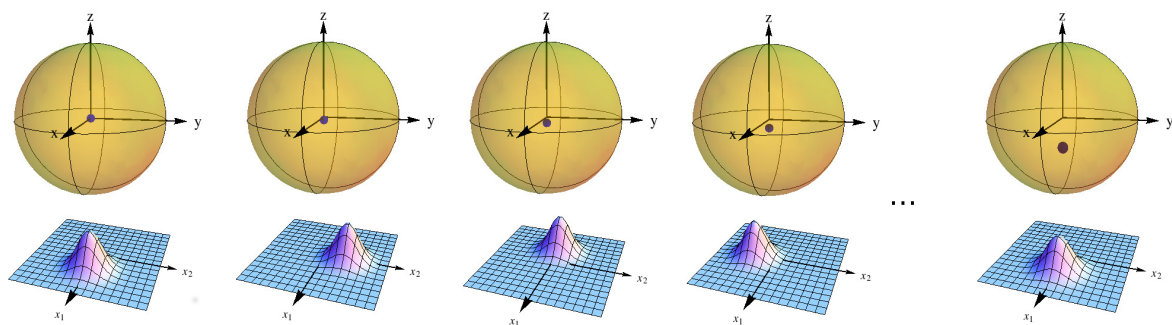 z z z z z
x y x y x y x y x y
...
x₂ x₂ x₂ x₂ x₂
x₁ x₁ x₁ x₁ x₁